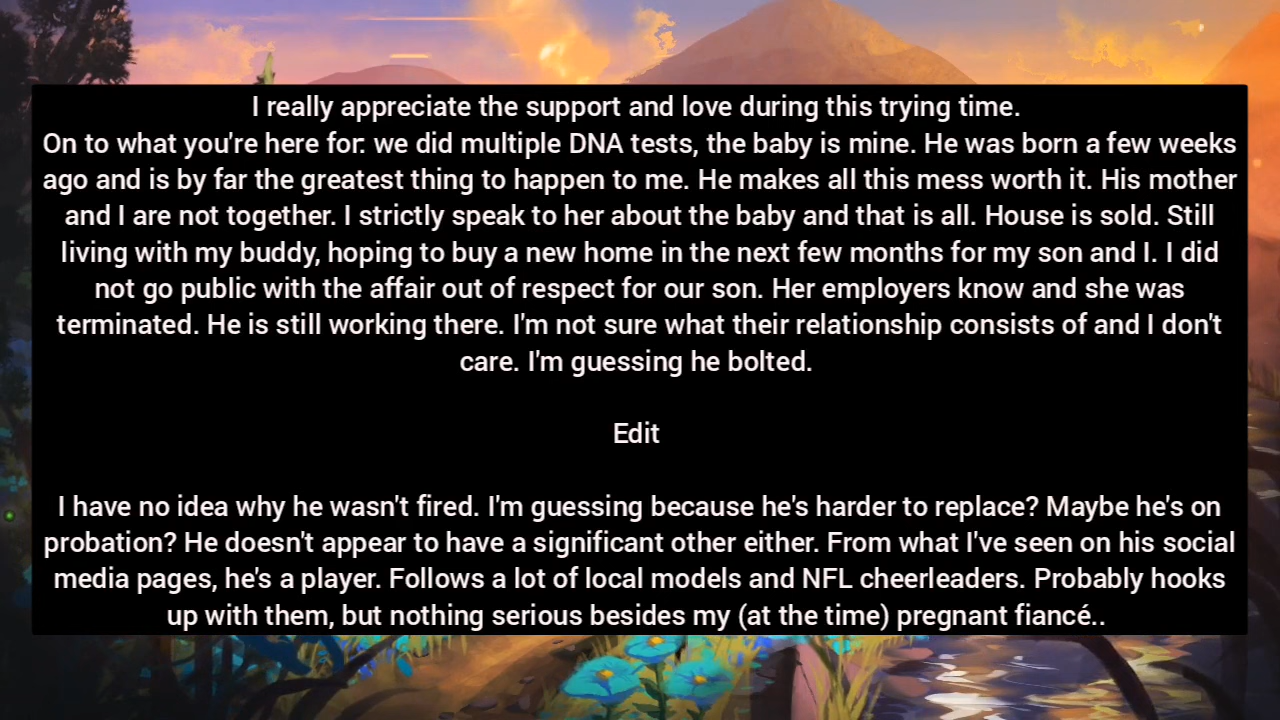 I really appreciate the support and love during this trying time.
On to what you're here for: we did multiple DNA tests, the baby is mine. He was born a few weeks
ago and is by far the greatest thing to happen to me. He makes all this mess worth it. His mother
and I are not together. I strictly speak to her about the baby and that is all. House is sold. Still
living with my buddy, hoping to buy a new home in the next few months for my son and I. I did
not go public with the affair out of respect for our son. Her employers know and she was
terminated. He is still working there. I'm not sure what their relationship consists of and I don't
care. I'm guessing he bolted.
Edit
I have no idea why he wasn't fired. I'm guessing because he's harder to replace? Maybe he's on
probation? He doesn't appear to have a significant other either. From what I've seen on his social
media pages, he's a player. Follows a lot of local models and NFL cheerleaders. Probably hooks
up with them, but nothing serious besides my (at the time) pregnant fiancé..